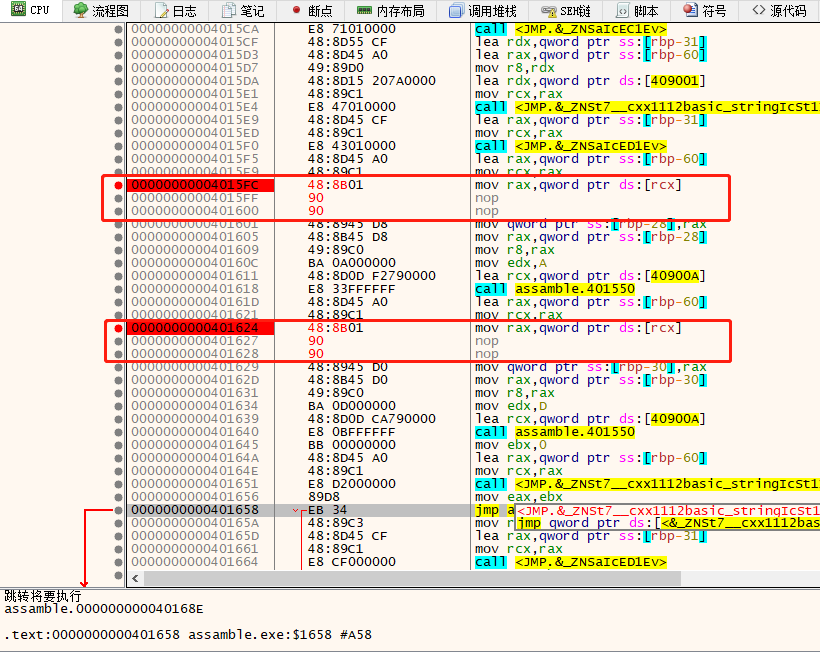 CPU 流程图 日志 笔记 断点 内存布局 调用堆栈 SEH链 脚本 符号 源代码
00000000004015CA E8 71010000 call <JMP.&_ZNSaIcEC1Ev>
00000000004015CF 48:8D55 CF lea rdx,qword ptr ss:[rbp-31]
00000000004015D3 48:8D45 A0 lea rax,qword ptr ss:[rbp-60]
00000000004015D7 49:89D0 mov r8,rdx
00000000004015DA 48:8D15 207A0000 lea rdx,qword ptr ds:[409001]
00000000004015E1 48:89C1 mov rcx,rax
00000000004015E4 E8 47010000 call <JMP.&_ZNSt7__cxx1112basic_stringIcSt1
00000000004015E9 48:8D45 CF lea rax,qword ptr ss:[rbp-31]
00000000004015ED 48:89C1 mov rcx,rax
00000000004015F0 E8 43010000 call <JMP.&_ZNSaIcED1Ev>
00000000004015F5 48:8D45 A0 lea rax,qword ptr ss:[rbp-60]
00000000004015F9 48:89C1 mov rcx,rax
00000000004015FC 48:8B01 mov rax,qword ptr ds:[rcx]
00000000004015FF 90 nop
0000000000401600 90 nop
0000000000401601 48:8945 D8 mov qword ptr ss:[rbp-28],rax
0000000000401605 48:8B45 D8 mov rax,qword ptr ss:[rbp-28]
0000000000401609 49:89C0 mov r8,rax
000000000040160C BA 0A000000 mov edx,A
0000000000401611 48:8D0D F2790000 lea rcx,qword ptr ds:[40900A]
0000000000401618 E8 33FFFFFF call assamble.401550
000000000040161D 48:8D45 A0 lea rax,qword ptr ss:[rbp-60]
0000000000401621 48:89C1 mov rcx,rax
0000000000401624 48:8B01 mov rax,qword ptr ds:[rcx]
0000000000401627 90 nop
0000000000401628 90 nop
0000000000401629 48:8945 D0 mov qword ptr ss:[rbp-30],rax
000000000040162D 48:8B45 D0 mov rax,qword ptr ss:[rbp-30]
0000000000401631 49:89C0 mov r8,rax
0000000000401634 BA 0D000000 mov edx,D
0000000000401639 48:8D0D CA790000 lea rcx,qword ptr ds:[40900A]
0000000000401640 E8 0BFFFFFF call assamble.401550
0000000000401645 BB 00000000 mov ebx,0
000000000040164A 48:8D45 A0 lea rax,qword ptr ss:[rbp-60]
000000000040164E 48:89C1 mov rcx,rax
0000000000401651 E8 D2000000 call <JMP.&_ZNSt7__cxx1112basic_stringIcSt1
0000000000401656 89D8 mov eax,ebx
0000000000401658 EB 34 jmp a <JMP.&_ZNSt7__cxx1112basic_stringIcSt1
000000000040165A 48:89C3 mov r jmp qword ptr ds:[<&_ZNSt7__cxx1112bas
000000000040165D 48:8D45 CF lea rax,qword ptr ss:[rbp-31]
0000000000401661 48:89C1 mov rcx,rax
0000000000401664 E8 CF000000 call <JMP.&_ZNSaIcED1Ev>
跳转将要执行
assamble.000000000040168E
.text:0000000000401658 assamble.exe:$1658 #A58